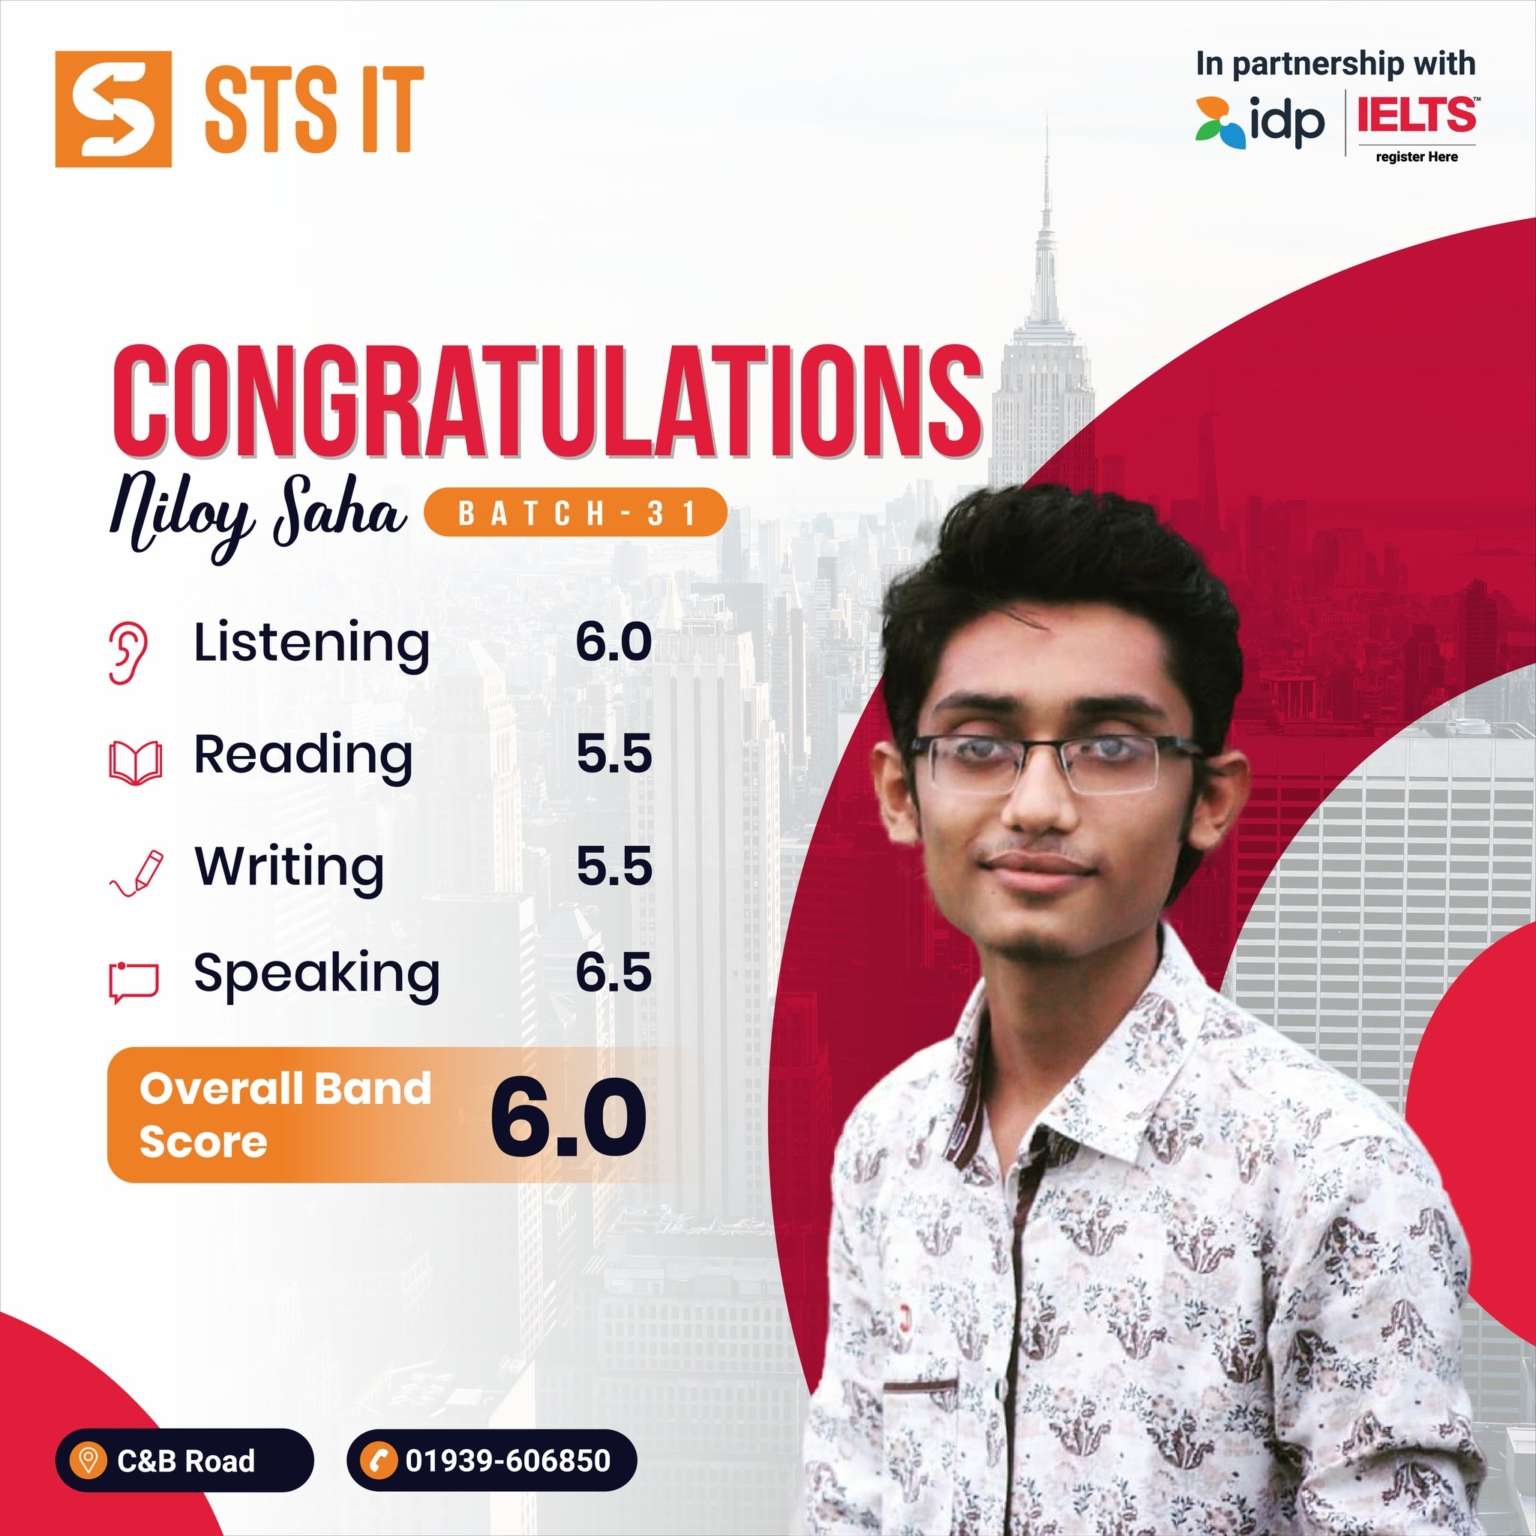 STS IT
In partnership with
idp
IELTS™
register Here
CONGRATULATIONS
Niloy Saha
BATCH-31
Listening 6.0
Reading 5.5
Writing 5.5
Speaking 6.5
Overall Band
Score
6.0
C&B Road
01939-606850